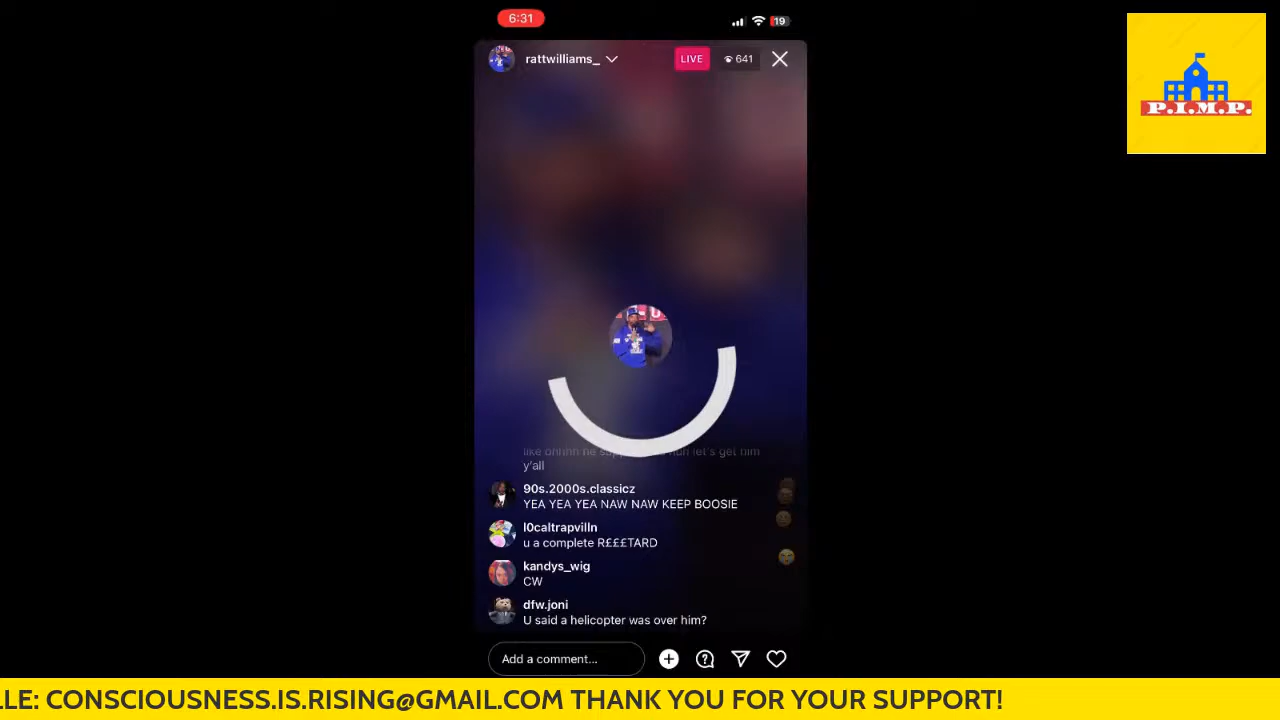 6:31
19
rattwilliams_
LIVE
641
P.I.M.P.
y'all
90s.2000s.classicz
YEA YEA YEA NAW NAW KEEP BOOSIE
l0caltrapvilln
u a complete R£££TARD
kandys_wig
CW
dfw.joni
U said a helicopter was over him?
Add a comment...
LLE: CONSCIOUSNESS.IS.RISING@GMAIL.COM THANK YOU FOR YOUR SUPPORT!